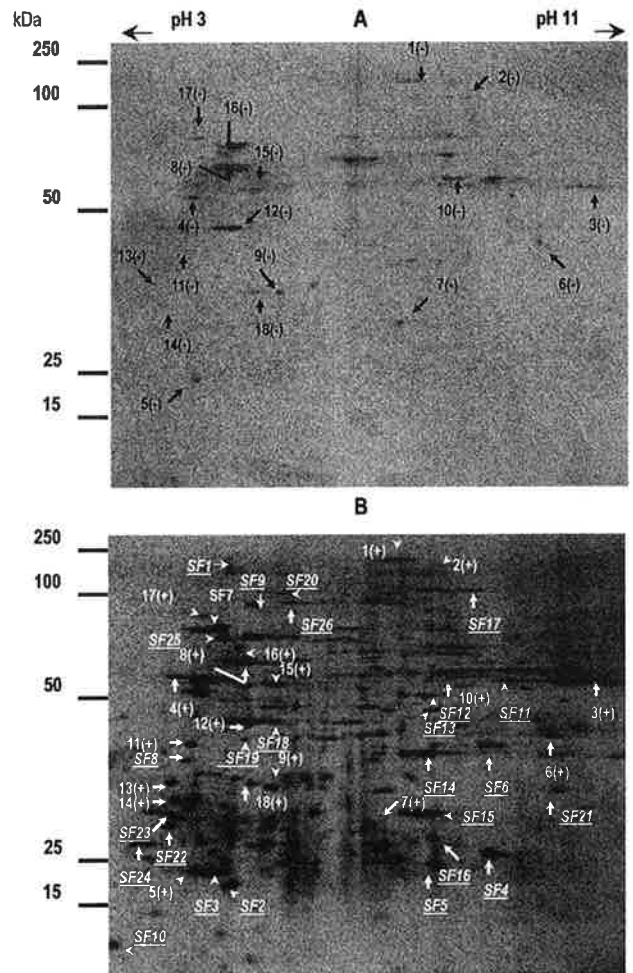 kDa
pH 3 A pH 11
250
100
50
25
15
1(-)
2(-)
17(-)
16(-)
8(-)
15(-)
4(-)
12(-)
10(-)
3(-)
13(-)
11(-)
9(-)
7(-)
6(-)
14(-)
18(-)
5(-)
B
250
100
50
25
15
1(+)
2(+)
SF1
SF9
SF20
17(+)
SF7
SF26
SF17
SF25
8(+)
16(+)
15(+)
4(+)
12(+)
10(+)
SF12
SF11
3(+)
SF13
11(+)
SF18
SF8
SF19
9(+)
SF14
SF6
6(+)
13(+)
14(+)
18(+)
7(+)
SF15
SF21
SF23
SF22
SF24
SF16
5(+)
SF3
SF2
SF5
SF4
SF10